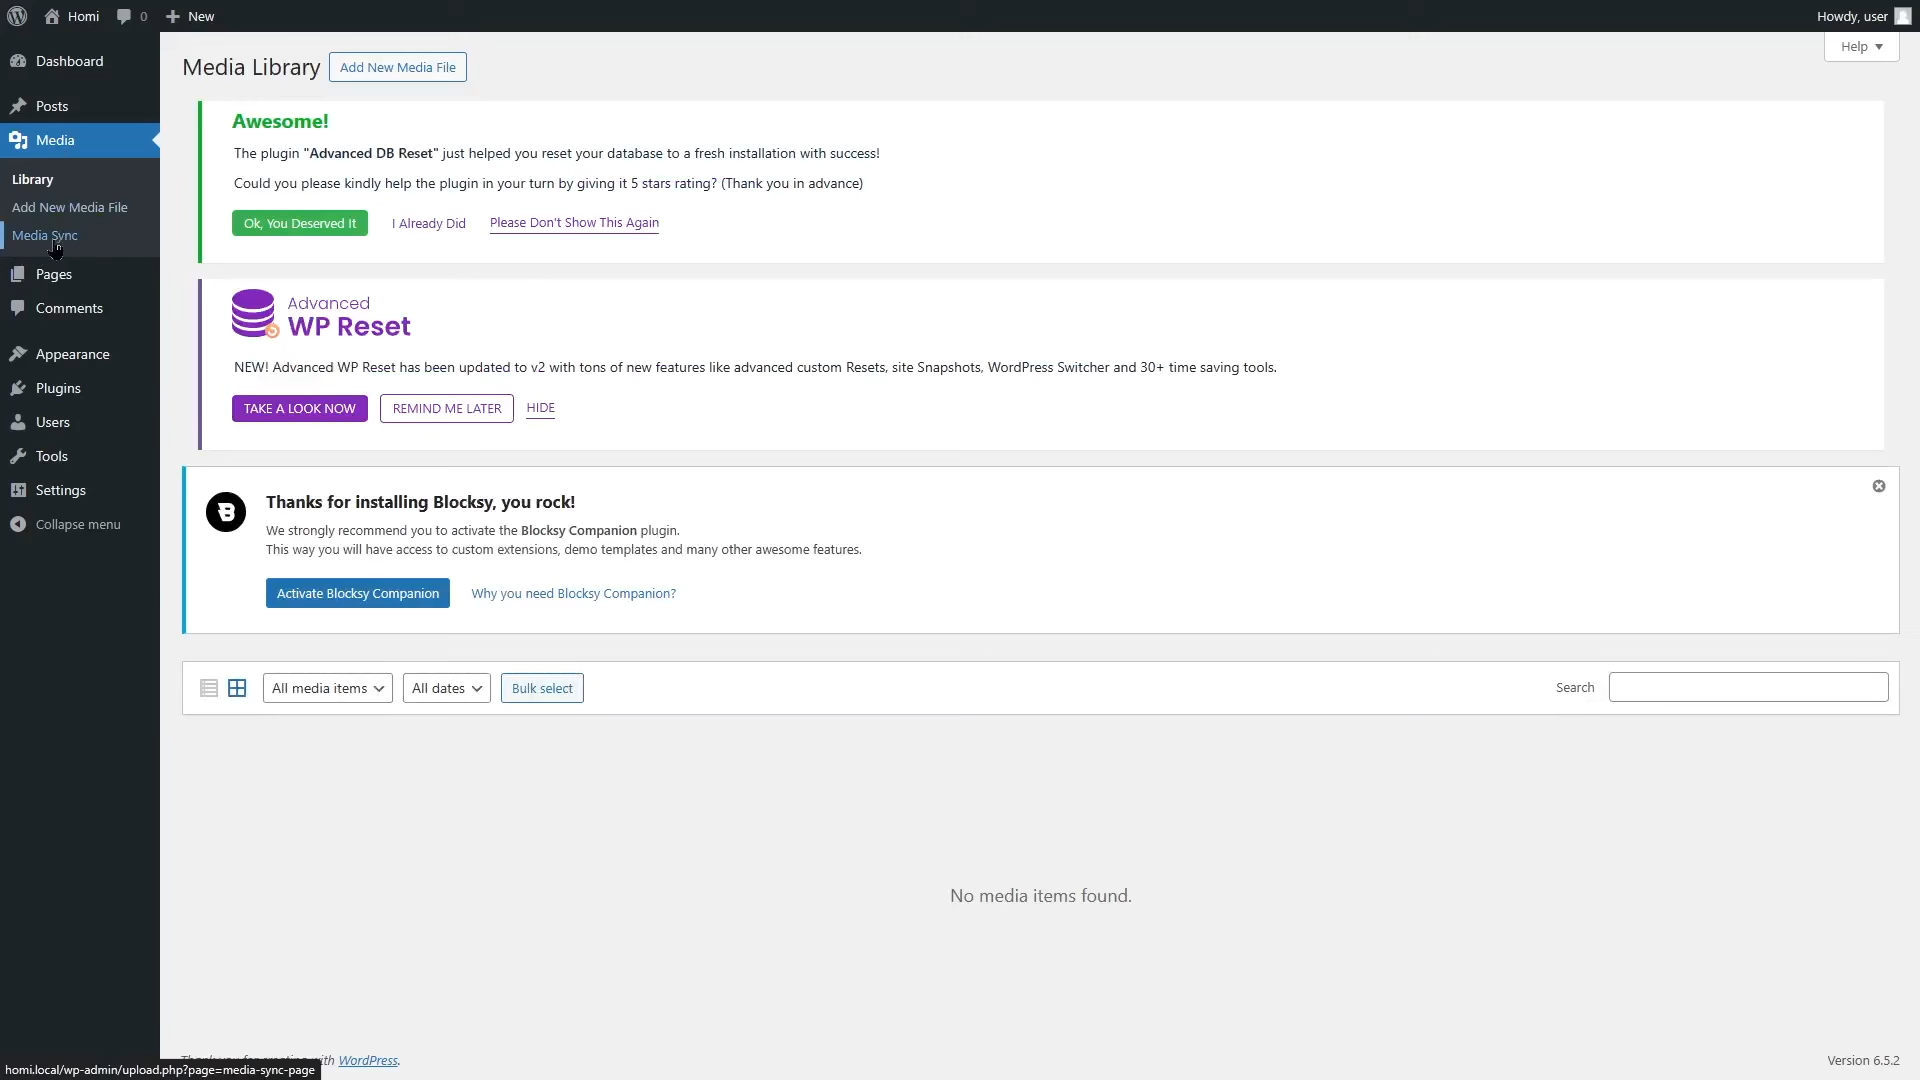 Homi
0
New
Howdy, user
Dashboard
Posts
Media
Library
Add New Media File
Media Sync
Pages
Comments
Appearance
Plugins
Users
Tools
Settings
Collapse menu
Media Library
Add New Media File
Help
Awesome!
The plugin "Advanced DB Reset" just helped you reset your database to a fresh installation with success!
Could you please kindly help the plugin in your turn by giving it 5 stars rating? (Thank you in advance)
Ok, You Deserved It
I Already Did
Please Don't Show This Again
Advanced
WP Reset
NEW! Advanced WP Reset has been updated to v2 with tons of new features like advanced custom Resets, site Snapshots, WordPress Switcher and 30+ time saving tools.
TAKE A LOOK NOW
REMIND ME LATER
HIDE
Thanks for installing Blocksy, you rock!
We strongly recommend you to activate the Blocksy Companion plugin.
This way you will have access to custom extensions, demo templates and many other awesome features.
Activate Blocksy Companion
Why you need Blocksy Companion?
All media items
All dates
Bulk select
Search
No media items found.
Thank you for creating with WordPress.
Version 6.5.2
homi.local/wp-admin/upload.php?page=media-sync-page